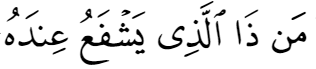 مَن ذَا ٱلَّذِى يَشْفَعُ عِندَهُ